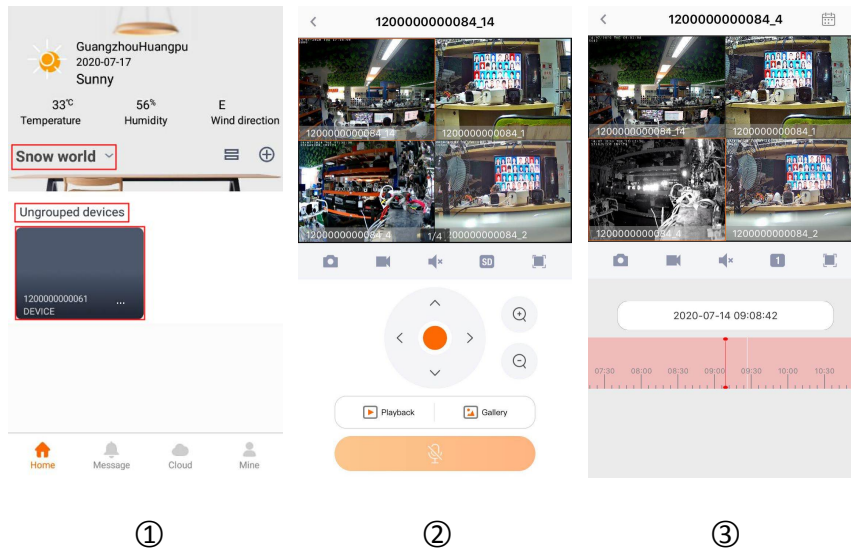 GuangzhouHuangpu
2020-07-17
Sunny
33℃
56%
E
Temperature
Humidity
Wind direction
Snow world
Ungrouped devices
1200000000061
...
DEVICE
Home
Message
Cloud
Mine
①
1200000000084_14
1200000000084_14
1200000000084_1
1200000000084_4
1/4
1200000000084_2
SD
Playback
Gallery
②
1200000000084_4
1200000000084_14
1200000000084_1
1200000000084_4
1200000000084_2
1
2020-07-14 09:08:42
07:30
08:00
08:30
09:00
09:30
10:00
10:30
③